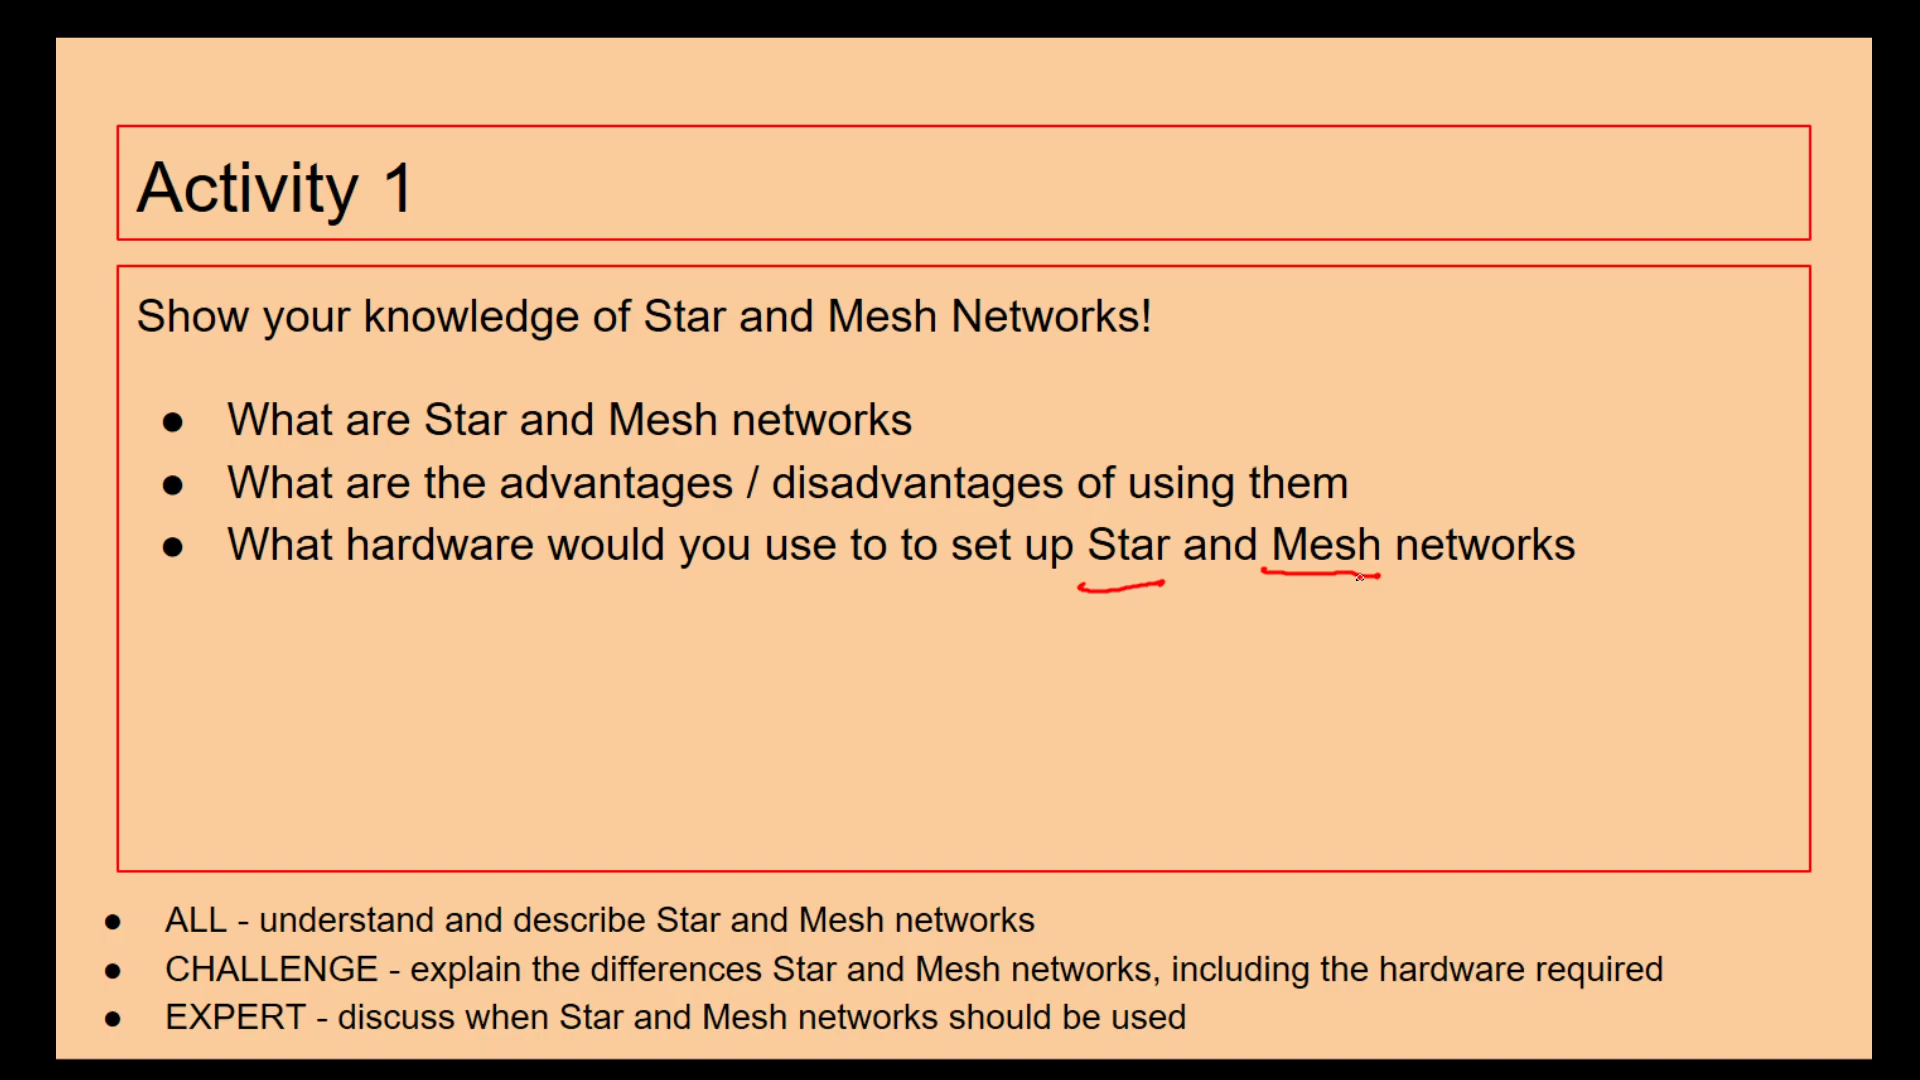 Activity 1
Show your knowledge of Star and Mesh Networks!
● What are Star and Mesh networks
● What are the advantages / disadvantages of using them
● What hardware would you use to to set up Star and Mesh networks
● ALL - understand and describe Star and Mesh networks
● CHALLENGE - explain the differences Star and Mesh networks, including the hardware required
● EXPERT - discuss when Star and Mesh networks should be used